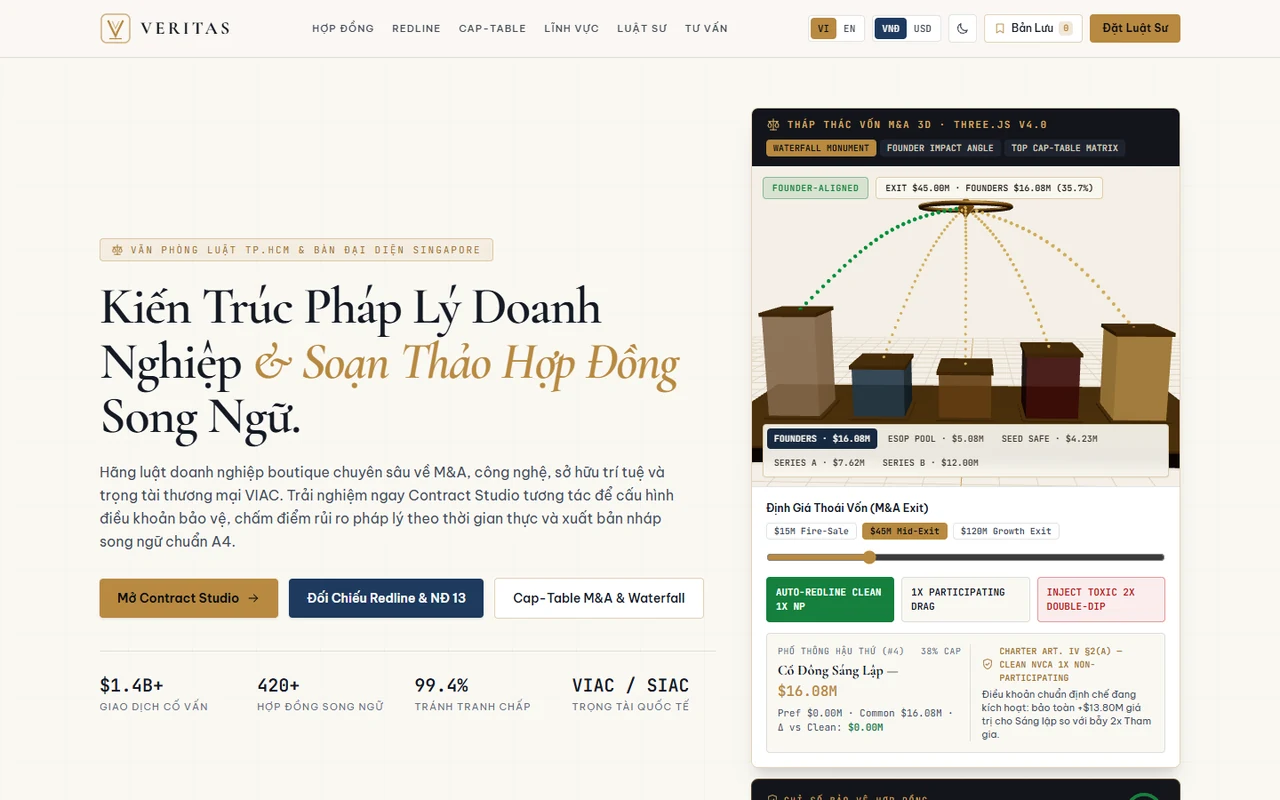 VERITAS
HỢP ĐỒNG REDLINE CAP-TABLE LĨNH VỰC LUẬT SƯ TƯ VẤN
VI EN VNĐ USD Bản Lưu 0 Đặt Luật Sư
VĂN PHÒNG LUẬT TP.HCM & BÀN ĐẠI DIỆN SINGAPORE
Kiến Trúc Pháp Lý Doanh
Nghiệp & Soạn Thảo Hợp Đồng
Song Ngữ.
Hãng luật doanh nghiệp boutique chuyên sâu về M&A, công nghệ, sở hữu trí tuệ và
trọng tài thương mại VIAC. Trải nghiệm ngay Contract Studio tương tác để cấu hình
điều khoản bảo vệ, chấm điểm rủi ro pháp lý theo thời gian thực và xuất bản nháp
song ngữ chuẩn A4.
Mở Contract Studio → Đối Chiếu Redline & NĐ 13 Cap-Table M&A & Waterfall
$1.4B+ 420+ 99.4% VIAC / SIAC
GIAO DỊCH CỐ VẤN HỢP ĐỒNG SONG NGỮ TRÁNH TRANH CHẤP TRỌNG TÀI QUỐC TẾ
THÁP THÁC VỐN M&A 3D · THREE.JS V4.0
WATERFALL MONUMENT FOUNDER IMPACT ANGLE TOP CAP-TABLE MATRIX
FOUNDER-ALIGNED EXIT $45.00M · FOUNDERS $16.08M (35.7%)
FOUNDERS · $16.08M ESOP POOL · $5.08M SEED SAFE · $4.23M
SERIES A · $7.62M SERIES B · $12.00M
Định Giá Thoái Vốn (M&A Exit)
$15M Fire-Sale $45M Mid-Exit $120M Growth Exit
AUTO-REDLINE CLEAN
1X NP
1X PARTICIPATING
DRAG
INJECT TOXIC 2X
DOUBLE-DIP
PHỔ THÔNG HẬU THỨ (#4) 38% CAP
Cổ Đông Sáng Lập —
$16.08M
Pref $0.00M · Common $16.08M ·
Δ vs Clean: $0.00M
CHARTER ART. IV §2(A) —
CLEAN NVCA 1X NON-
PARTICIPATING
Điều khoản chuẩn định chế đang
kích hoạt: bảo toàn +$13.80M giá
trị cho Sáng lập so với bẫy 2x Tham
gia.